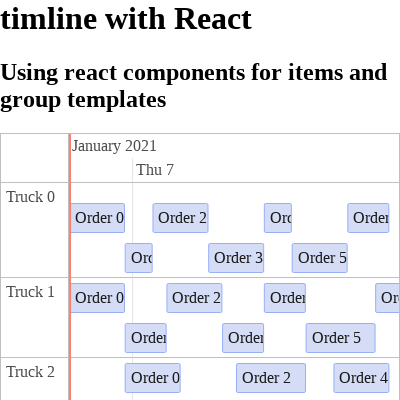 timline with React
Using react components for items and
group templates
January 2021
Thu 7
Truck 0
Order 0
Order 2
Orc
Order
Orc
Order 3
Order 5
Truck 1
Order 0
Order 2
Order
Or
Order
Order
Order 5
Truck 2
Order 0
Order 2
Order 4